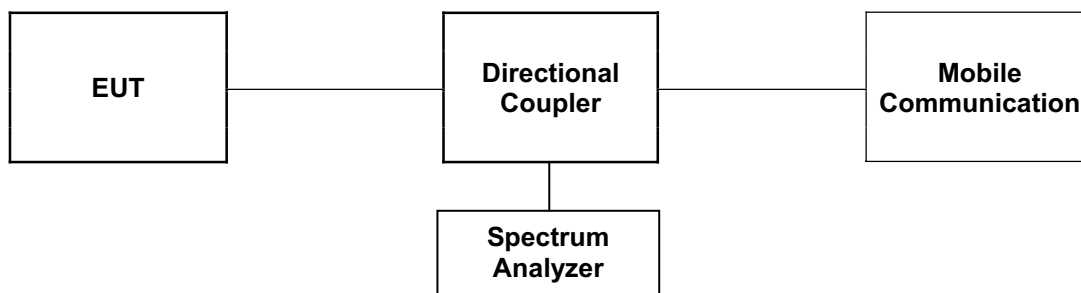 EUT
Directional
Coupler
Mobile
Communication
Spectrum
Analyzer